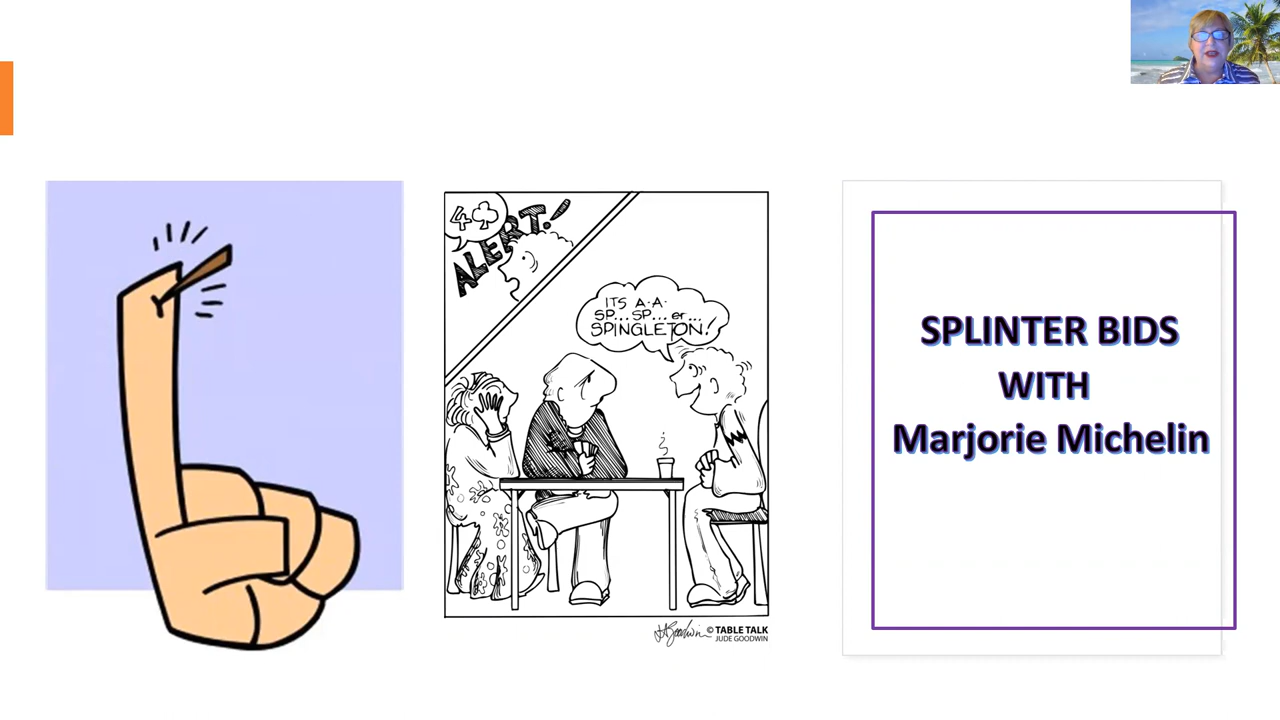 4♣
ALERT!
ITS A-A-
SP...SP...er...
SPINGLETON!
© TABLE TALK
JUDE GOODWIN
SPLINTER BIDS
WITH
Marjorie Michelin